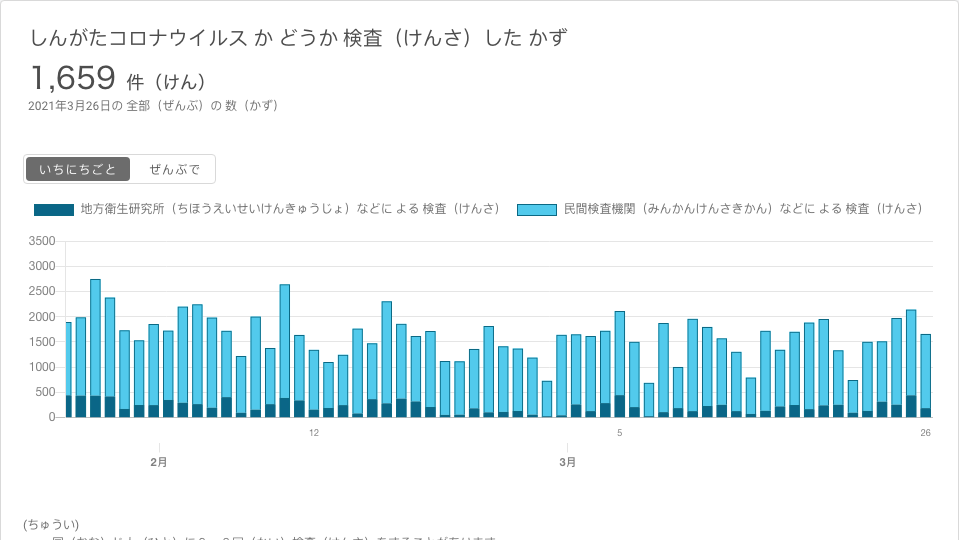 しんがたコロナウイルス か どうか 検査（けんさ）した かず
1,659 件（けん）
2021年3月26日の 全部（ぜんぶ）の 数（かず）
いちにちごと ぜんぶで
地方衛生研究所（ちほうえいせいけんきゅうじょ）などに よる 検査（けんさ） 民間検査機関（みんかんけんさきかん）などに よる 検査（けんさ）
3500
3000
2500
2000
1500
1000
500
0
12 5 26
2月 3月
(ちゅうい)